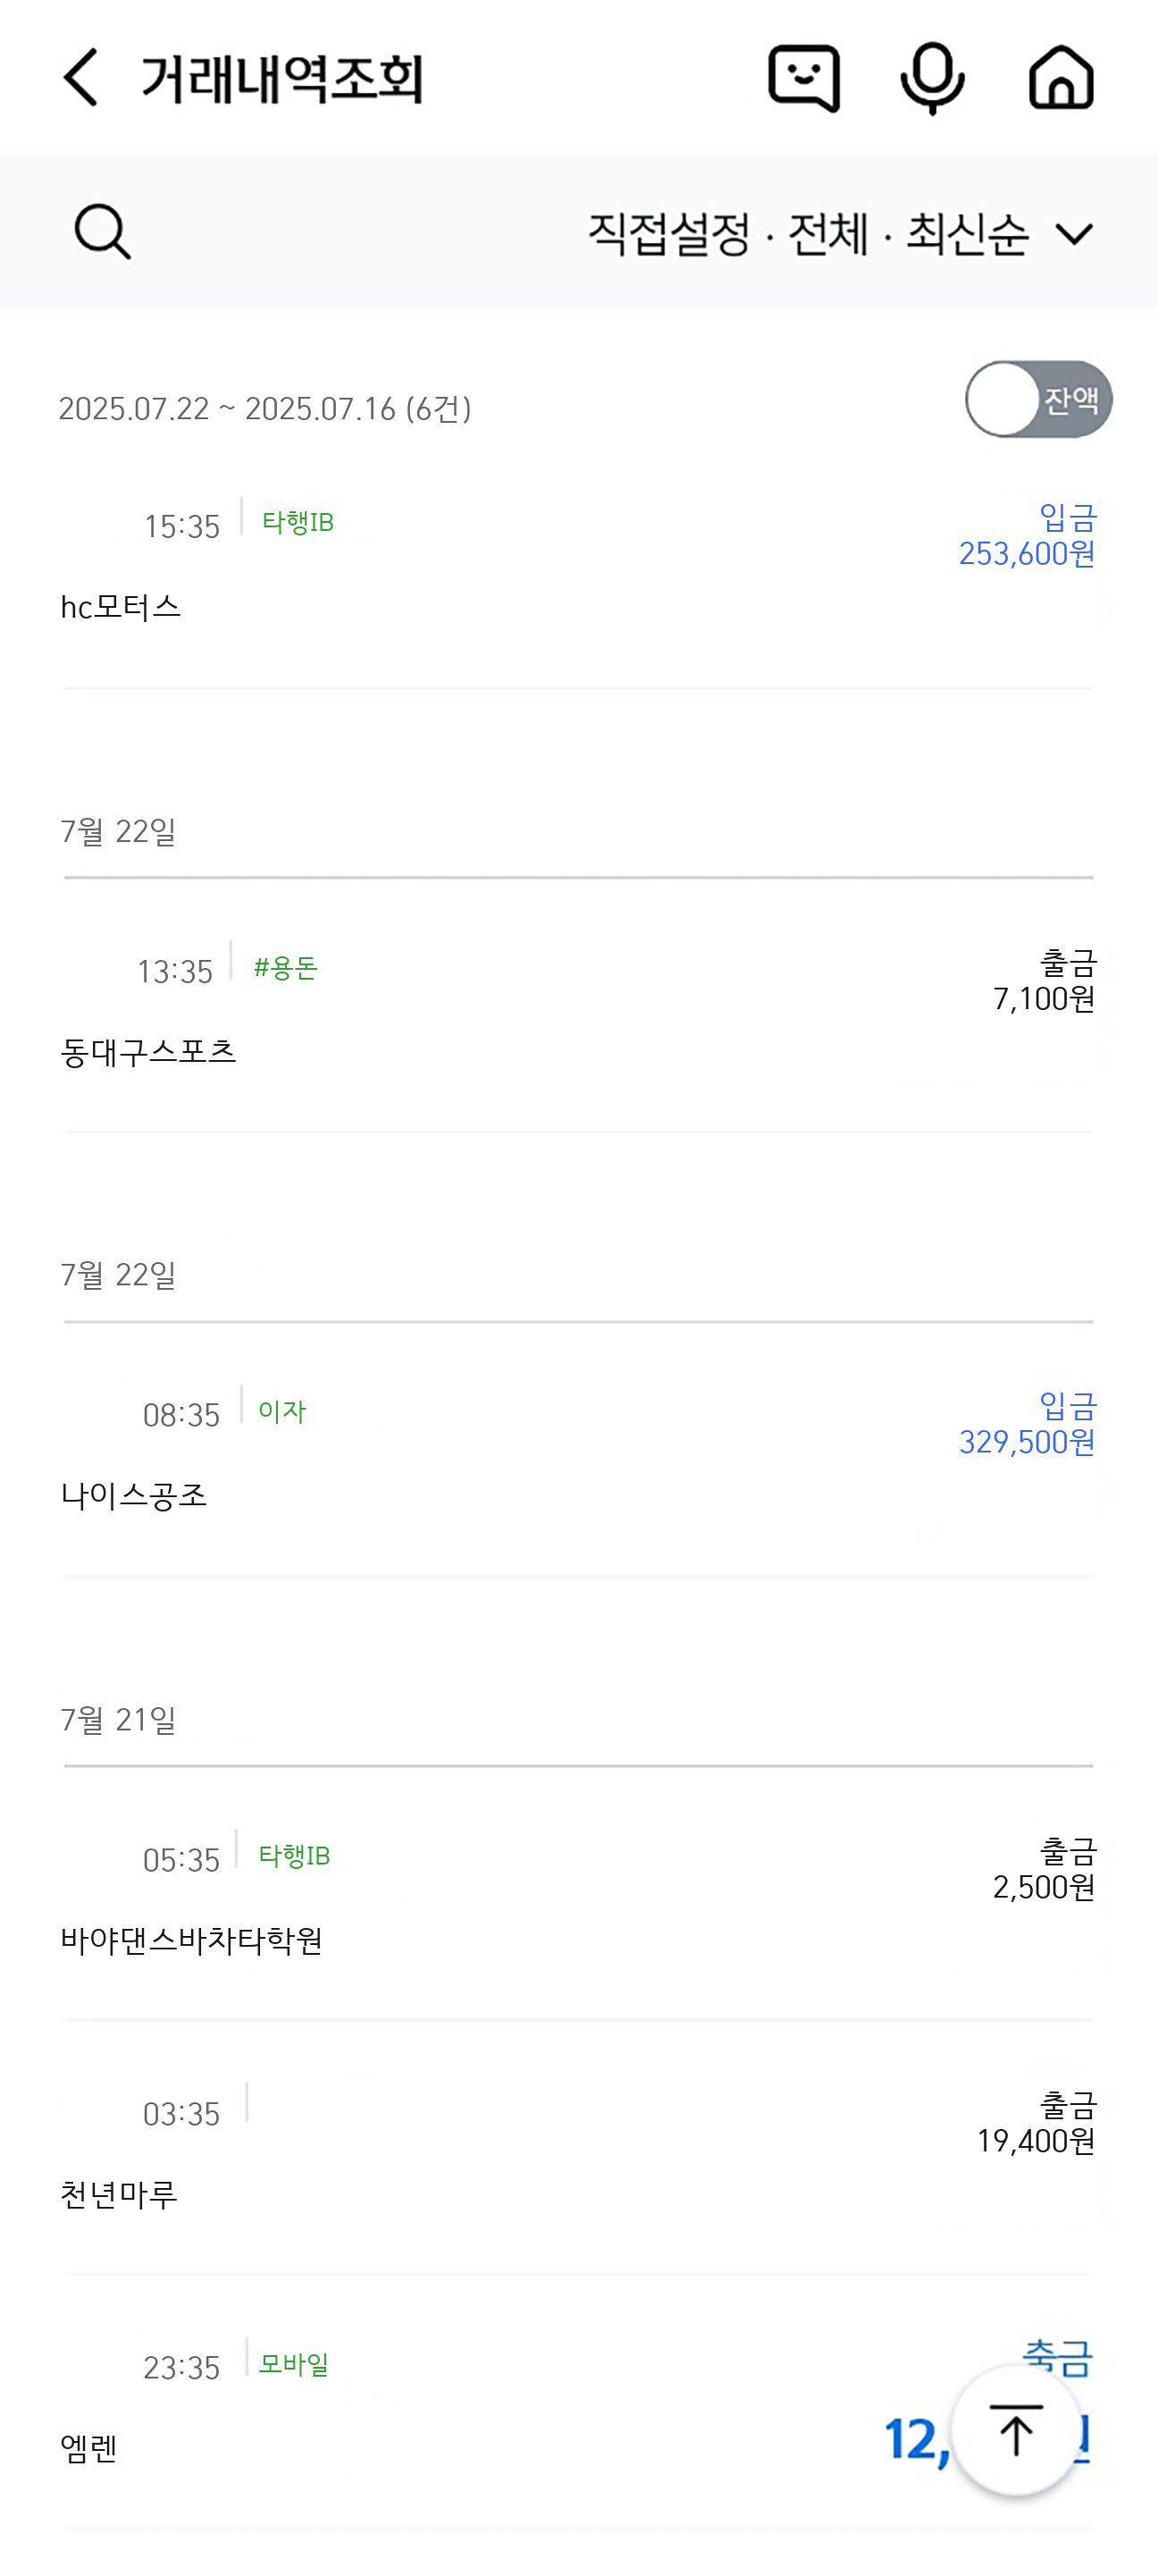 거래내역조회
직접설정 · 전체 · 최신순
2025.07.22 ~ 2025.07.16 (6건)
잔액
15:35 타행IB
입금
253,600원
hc모터스
7월 22일
13:35 #용돈
출금
7,100원
동대구스포츠
7월 22일
08:35 이자
입금
329,500원
나이스공조
7월 21일
05:35 타행IB
출금
2,500원
바야댄스바차타학원
03:35
출금
19,400원
천년마루
23:35 모바일
엠렌
12,